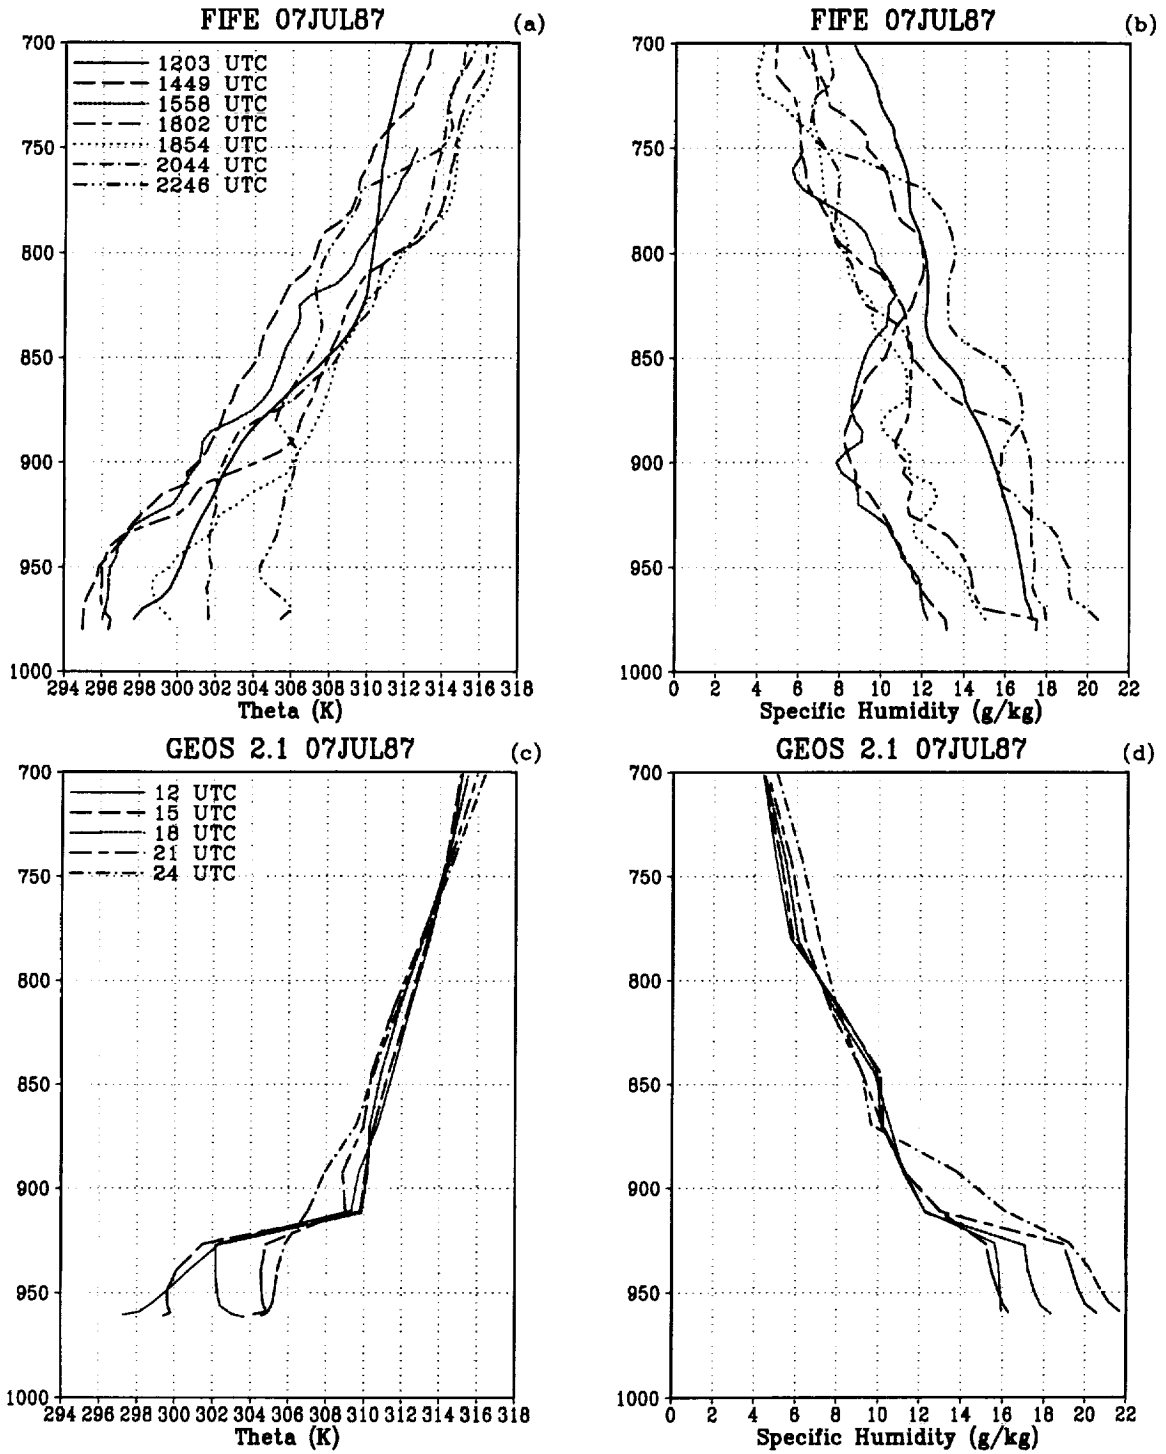 FIFE 07JUL87 (a)
700
750
800
850
900
950
1000
1203 UTC
1449 UTC
1558 UTC
1802 UTC
1854 UTC
2044 UTC
2246 UTC
294 296 298 300 302 304 306 308 310 312 314 316 318
Theta (K)
FIFE 07JUL87 (b)
700
750
800
850
900
950
1000
0 2 4 6 8 10 12 14 16 18 20 22
Specific Humidity (g/kg)
GEOS 2.1 07JUL87 (c)
700
750
800
850
900
950
1000
12 UTC
15 UTC
18 UTC
21 UTC
24 UTC
294 296 298 300 302 304 306 308 310 312 314 316 318
Theta (K)
GEOS 2.1 07JUL87 (d)
700
750
800
850
900
950
1000
0 2 4 6 8 10 12 14 16 18 20 22
Specific Humidity (g/kg)